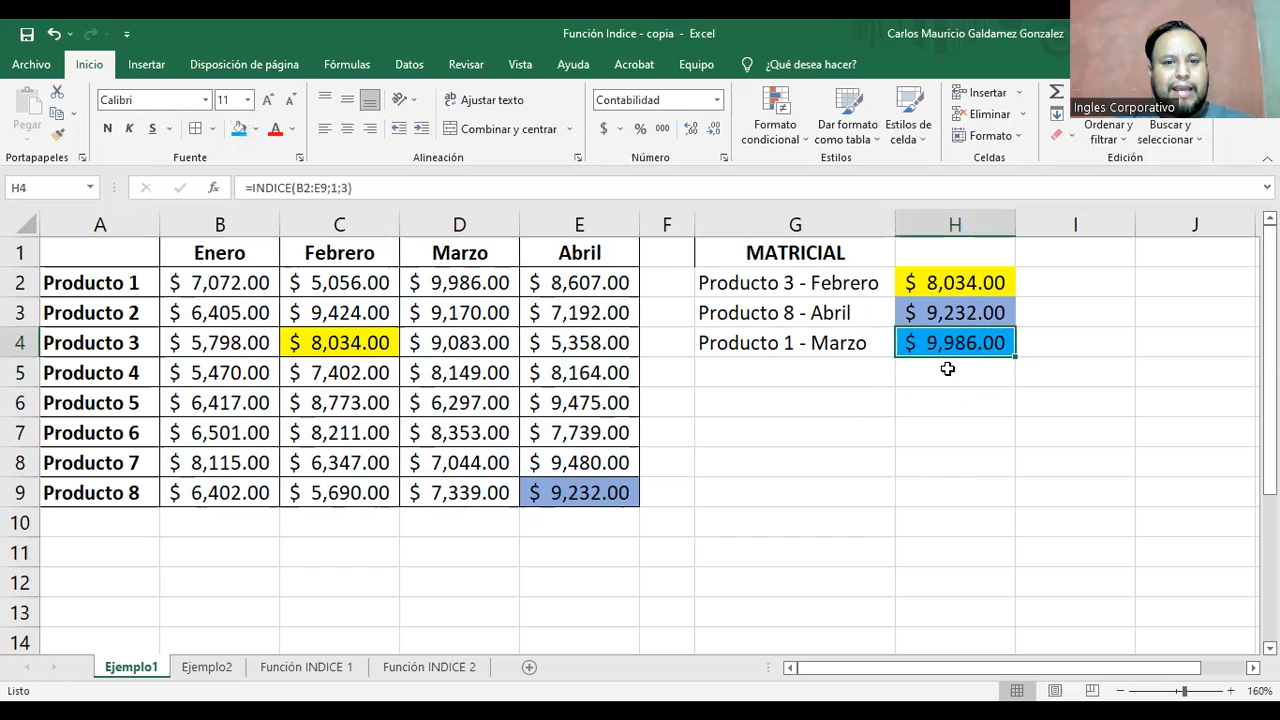 Función Indice - copia - Excel
Carlos Mauricio Galdamez Gonzalez
Archivo Inicio Insertar Disposición de página Fórmulas Datos Revisar Vista Ayuda Acrobat Equipo ¿Qué desea hacer?
Ingles Corporativo
Pegar
Calibri 11
N K S
Ajustar texto
Combinar y centrar
Contabilidad
$ % 000
Formato condicional
Dar formato como tabla
Estilos de celda
Insertar
Eliminar
Formato
Ordenar y filtrar
Buscar y seleccionar
Portapapeles Fuente Alineación Número Estilos Celdas Edición
H4 fx =INDICE(B2:E9;1;3)
A B C D E F G H I J
1 Enero Febrero Marzo Abril MATRICIAL
2 Producto 1 $ 7,072.00 $ 5,056.00 $ 9,986.00 $ 8,607.00 Producto 3 - Febrero $ 8,034.00
3 Producto 2 $ 6,405.00 $ 9,424.00 $ 9,170.00 $ 7,192.00 Producto 8 - Abril $ 9,232.00
4 Producto 3 $ 5,798.00 $ 8,034.00 $ 9,083.00 $ 5,358.00 Producto 1 - Marzo $ 9,986.00
5 Producto 4 $ 5,470.00 $ 7,402.00 $ 8,149.00 $ 8,164.00
6 Producto 5 $ 6,417.00 $ 8,773.00 $ 6,297.00 $ 9,475.00
7 Producto 6 $ 6,501.00 $ 8,211.00 $ 8,353.00 $ 7,739.00
8 Producto 7 $ 8,115.00 $ 6,347.00 $ 7,044.00 $ 9,480.00
9 Producto 8 $ 6,402.00 $ 5,690.00 $ 7,339.00 $ 9,232.00
10
11
12
13
14
Ejemplo1 Ejemplo2 Función INDICE 1 Función INDICE 2
Listo 160%